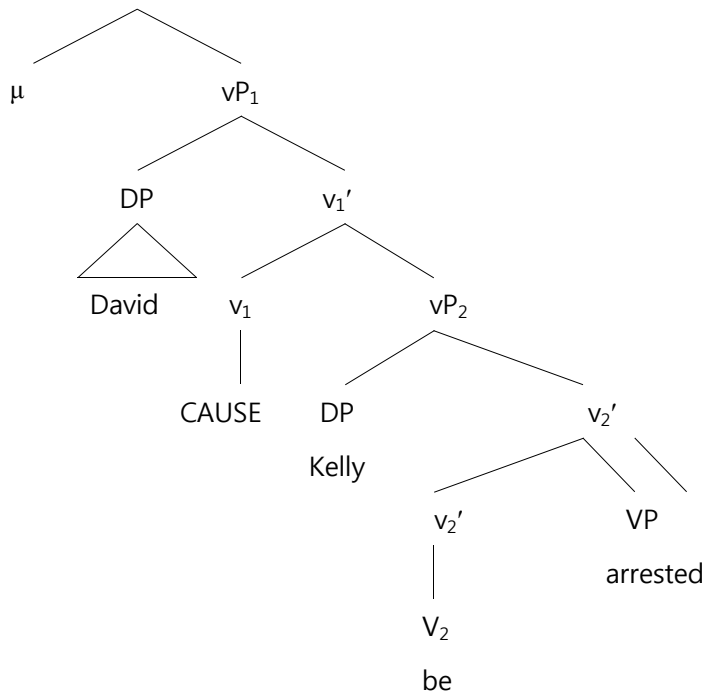 μ vP₁
DP v₁′
David v₁ vP₂
CAUSE DP v₂′
Kelly
v₂′ VP
arrested
V₂
be